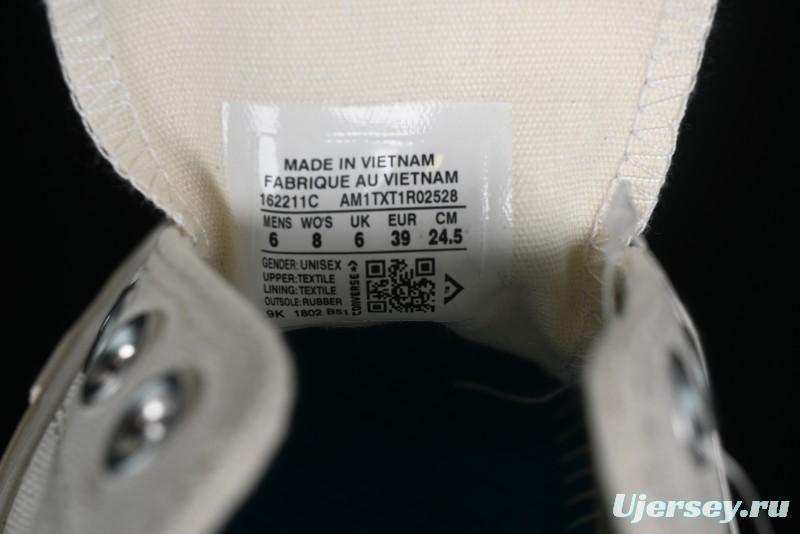 MADE IN VIETNAM
FABRIQUE AU VIETNAM
162211C AM1TXT1R02528
MENS WO'S UK EUR CM
6 8 6 39 24.5
GENDER: UNISEX
UPPER:TEXTILE
LINING:TEXTILE
OUTSOLE:RUBBER
9K 1802 B51
CONVERSE
Ujersey.ru